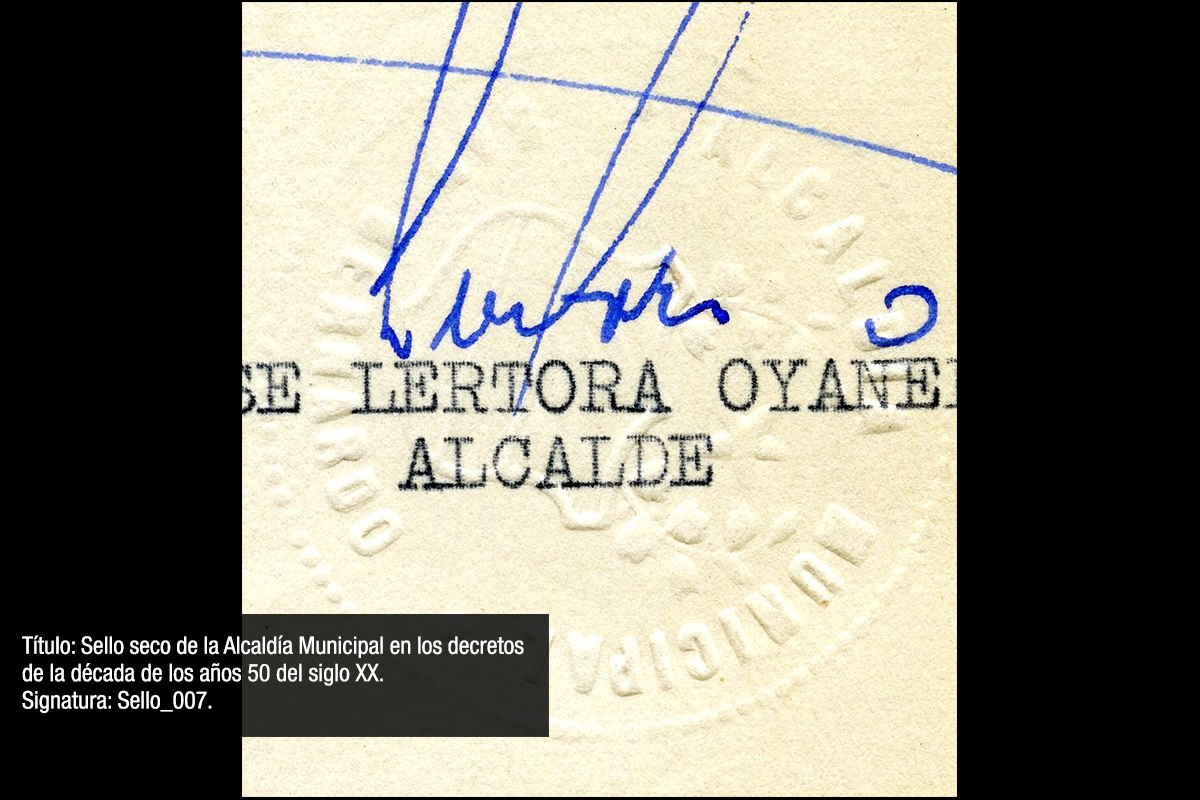 ALCALDIA
MUNICIPAL
SE LERTORA OYANE
ALCALDE
Título: Sello seco de la Alcaldía Municipal en los decretos
de la década de los años 50 del siglo XX.
Signatura: Sello_007.